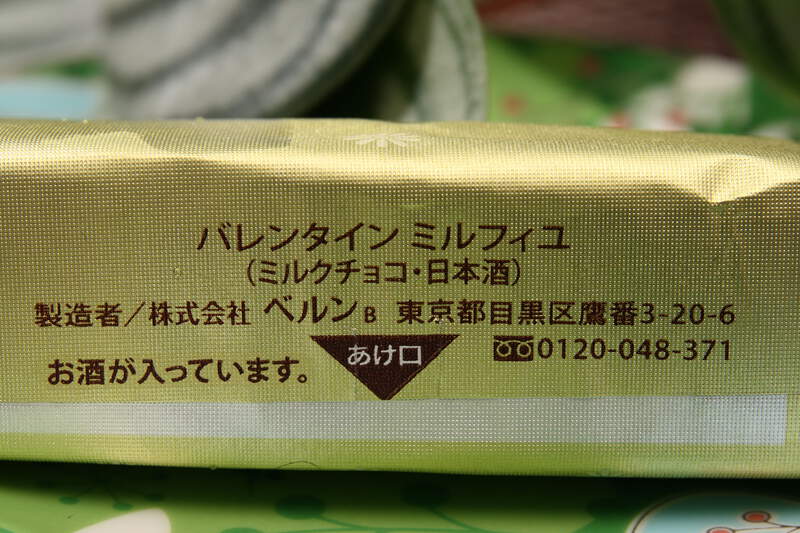 バレンタイン ミルフィユ
(ミルクチョコ・日本酒)
製造者/株式会社 ベルン B 東京都目黒区鷹番3-20-6
あけ口
0120-048-371
お酒が入っています。